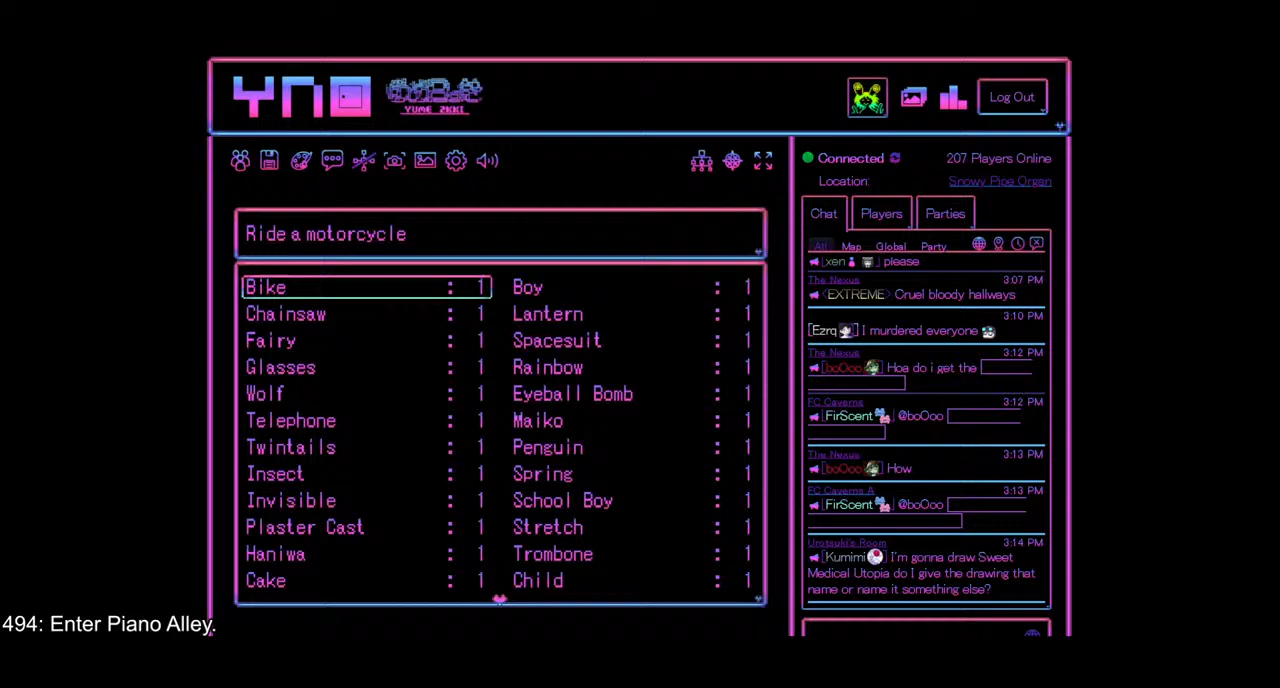 YNO
YUME 2KKI
Log Out
Connected
207 Players Online
Location:
Snowy Pipe Organ
Chat
Players
Parties
All
Map
Global
Party
[xen] please
Ride a motorcycle
Bike : 1
Boy : 1
Chainsaw : 1
Lantern : 1
Fairy : 1
Spacesuit : 1
Glasses : 1
Rainbow : 1
Wolf : 1
Eyeball Bomb : 1
Telephone : 1
Maiko : 1
Twintails : 1
Penguin : 1
Insect : 1
Spring : 1
Invisible : 1
School Boy : 1
Plaster Cast : 1
Stretch : 1
Haniwa : 1
Trombone : 1
Cake : 1
Child : 1
The Nexus 3:07 PM
<EXTREME> Cruel bloody hallways
3:10 PM
[Ezrq] I murdered everyone
The Nexus 3:12 PM
[boOoo] Hoa do i get the
FC Caverns 3:12 PM
[FirScent] @boOoo
The Nexus 3:13 PM
[boOoo] How
FC Caverns A 3:13 PM
[FirScent] @boOoo
Urotsuki's Room 3:14 PM
[Kumimi] I'm gonna draw Sweet
Medical Utopia do I give the drawing that
name or name it something else?
494: Enter Piano Alley.